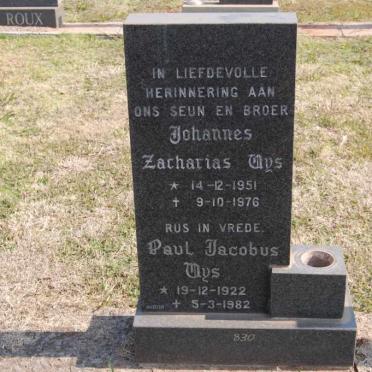 ROUX
IN LIEFDEVOLLE
HERINNERING AAN
ONS SEUN EN BROER
Johannes
Zacharias Uys
* 14-12-1951
† 9-10-1976
RUS IN VREDE.
Paul Jacobus
Uys
* 19-12-1922
† 5-3-1982
830